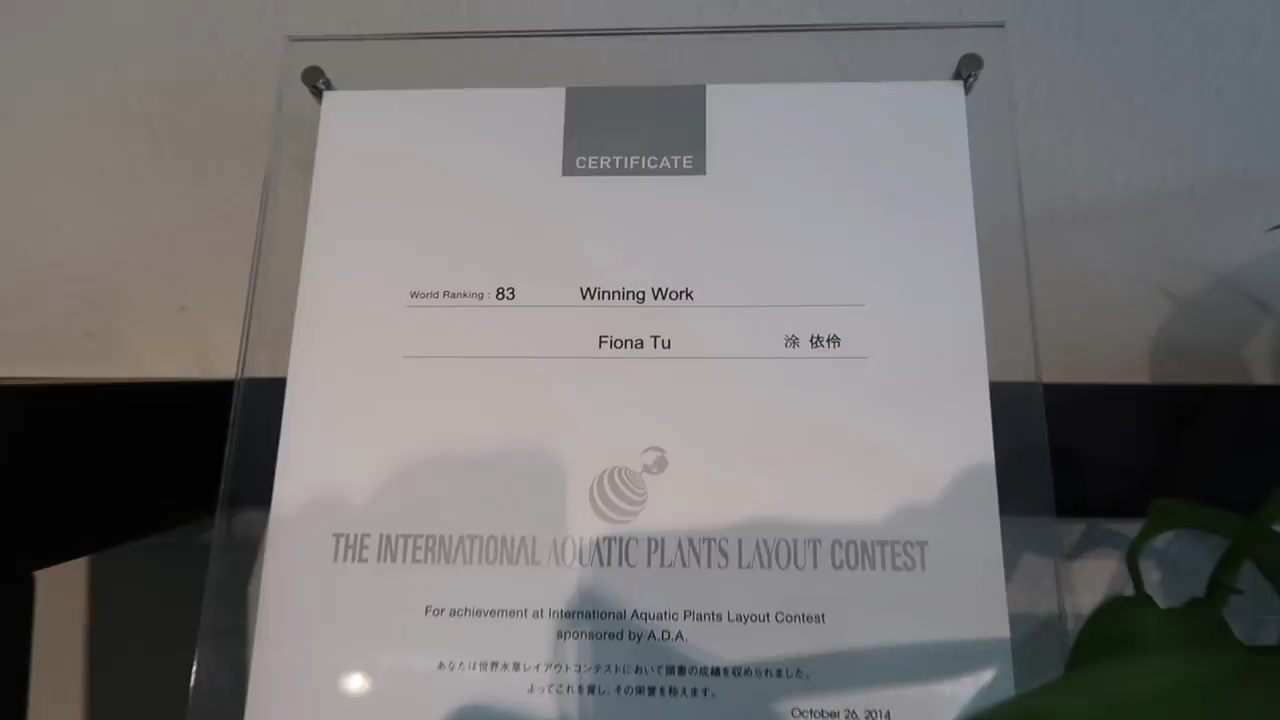 CERTIFICATE
World Ranking : 83 Winning Work
Fiona Tu 涂 依伶
THE INTERNATIONAL AQUATIC PLANTS LAYOUT CONTEST
For achievement at International Aquatic Plants Layout Contest
sponsored by A.D.A.
あなたは世界水草レイアウトコンテストにおいて頭書の成績を収められました。
よってこれを賞し、その栄誉を称えます。
October 26, 2014